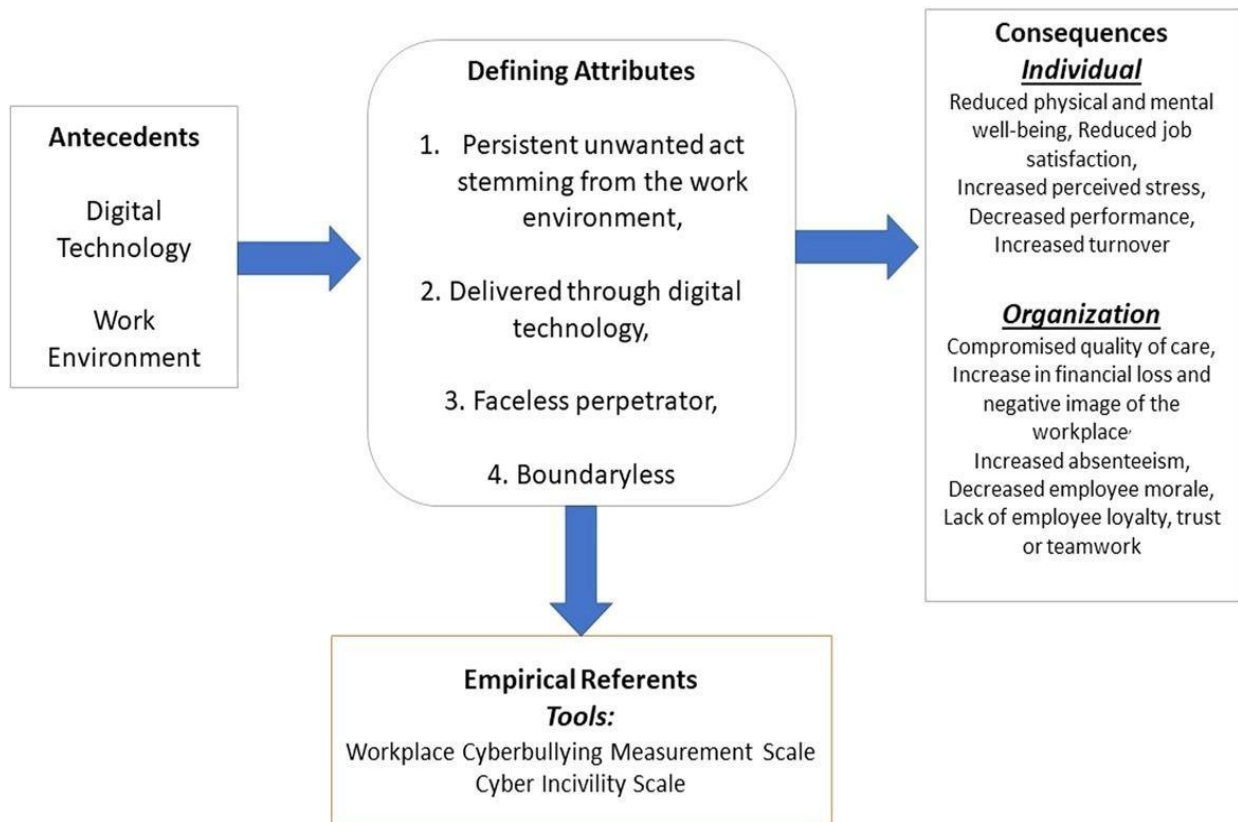 Antecedents
Digital
Technology
Work
Environment
Defining Attributes
1. Persistent unwanted act
stemming from the work
environment,
2. Delivered through digital
technology,
3. Faceless perpetrator,
4. Boundaryless
Consequences
Individual
Reduced physical and mental
well-being, Reduced job
satisfaction,
Increased perceived stress,
Decreased performance,
Increased turnover
Organization
Compromised quality of care,
Increase in financial loss and
negative image of the
workplace,
Increased absenteeism,
Decreased employee morale,
Lack of employee loyalty, trust
or teamwork
Empirical Referents
Tools:
Workplace Cyberbullying Measurement Scale
Cyber Incivility Scale